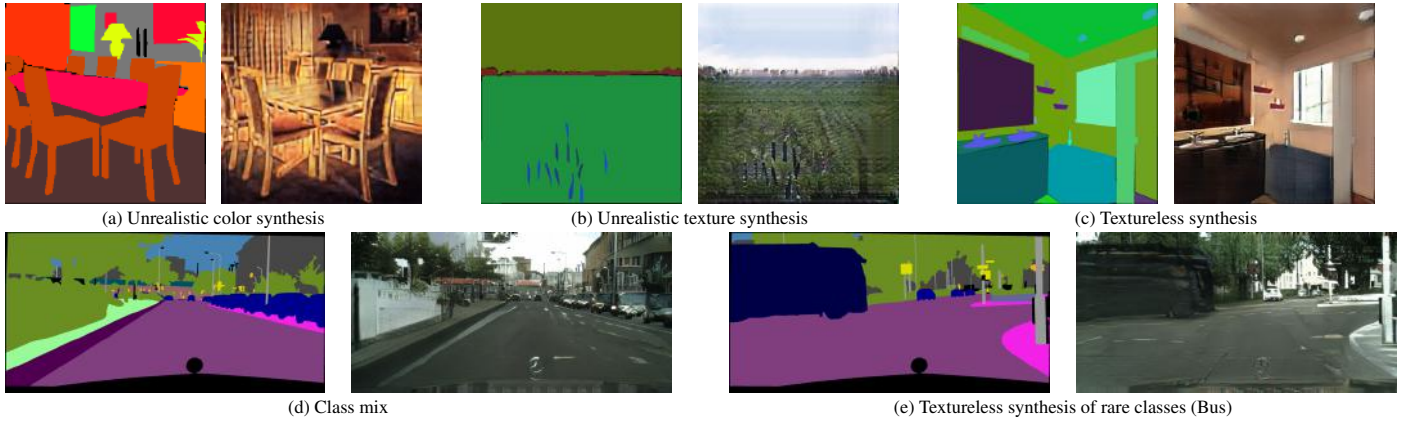 (a) Unrealistic color synthesis
(b) Unrealistic texture synthesis
(c) Textureless synthesis
(d) Class mix
(e) Textureless synthesis of rare classes (Bus)